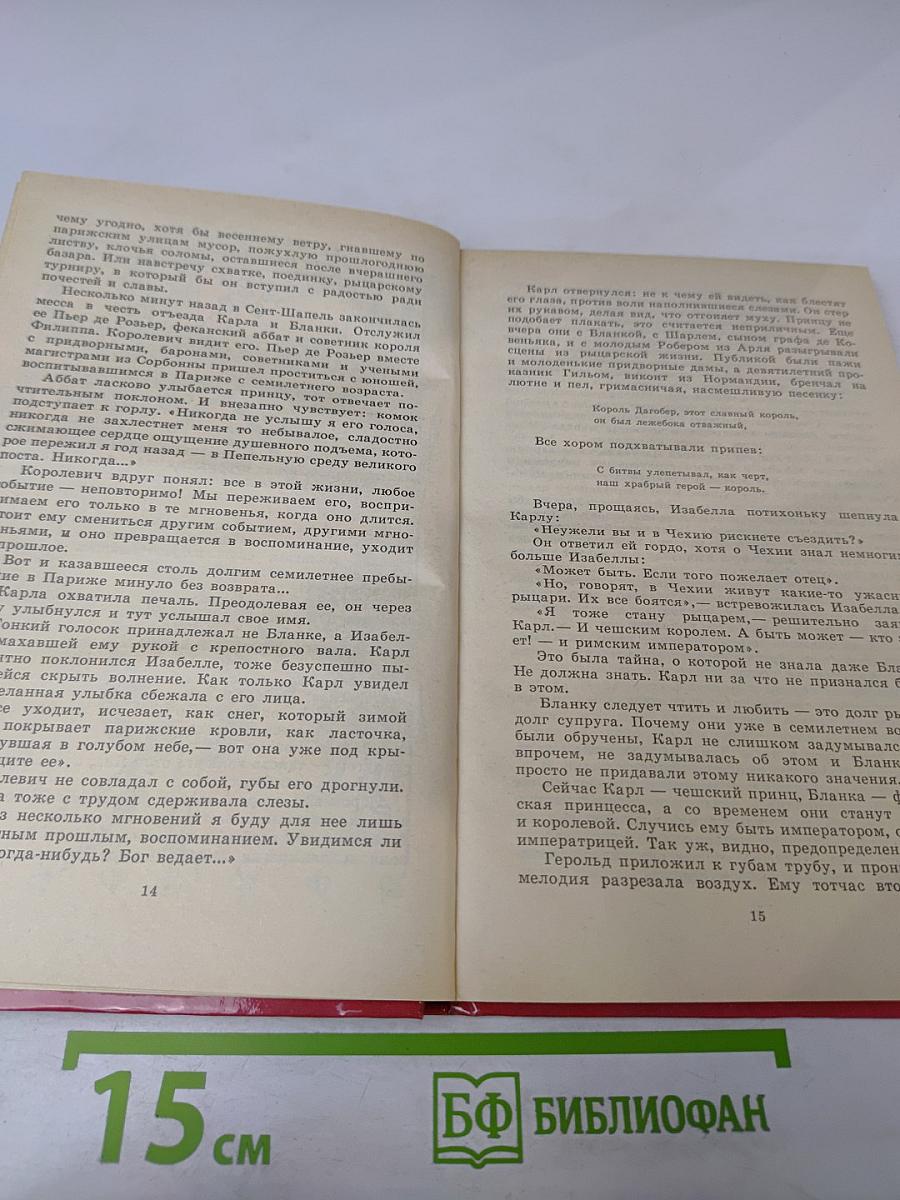 чему угодно, хотя бы весеннему ветру, гнавшему по
парижским улицам мусор, пожухлую прошлогоднюю
листву, клочья соломы, оставшиеся после вчерашнего
базара. Или навстречу схватке, поединку, рыцарскому
турниру, в который бы он вступил с радостью ради
почестей и славы.
Несколько минут назад в Сент-Шапель закончилась
месса в честь отъезда Карла и Бланки. Отслужил
ее Пьер де Розьер, феканский аббат и советник короля
Филиппа. Королевич видит его. Пьер де Розьер вместе
с придворными, баронами, советниками и учеными
магистрами из Сорбонны пришел проститься с юношей,
воспитывавшимся в Париже с семилетнего возраста.
Аббат ласково улыбается принцу, тот отвечает по-
чтительным поклоном. И внезапно чувствует: комок
подступает к горлу. «Никогда не услышу я его голоса,
никогда не захлестнет меня то небывалое, сладостно
сжимающее сердце ощущение душевного подъема, кото-
рое пережил я год назад — в Пепельную среду великого
поста. Никогда...»
Королевич вдруг понял: все в этой жизни, любое
событие — неповторимо! Мы переживаем его, воспри-
нимаем его только в те мгновенья, когда оно длится.
тоит ему смениться другим событием, другими мгно-
ньями, и оно превращается в воспоминание, уходит
прошлое.
Вот и казавшееся столь долгим семилетнее пребы-
ние в Париже минуло без возврата...
Карла охватила печаль. Преодолевая ее, он через
у улыбнулся и тут услышал свое имя.
Тонкий голосок принадлежал не Бланке, а Изабел-
махавшей ему рукой с крепостного вала. Карл
нтно поклонился Изабелле, тоже безуспешно пы-
ейся скрыть волнение. Как только Карл увидел
еланная улыбка сбежала с его лица.
се уходит, исчезает, как снег, который зимой
покрывает парижские кровли, как ласточка,
нувшая в голубом небе,— вот она уже под кры-
щите ее».
левич не совладал с собой, губы его дрогнули.
а тоже с трудом сдерживала слезы.
ез несколько мгновений я буду для нее лишь
тным прошлым, воспоминанием. Увидимся ли
огда-нибудь? Бог ведает...»
14
Карл отвернулся: не к чему ей видеть, как блестят
его глаза, против воли наполнившиеся слезами. Он стер
их рукавом, делая вид, что отгоняет муху. Принцу не
подобает плакать, это считается неприличным. Еще
вчера они с Бланкой, с Шарлем, сыном графа де Ко-
веньяка, и с молодым Робером из Арля разыгрывали
сцены из рыцарской жизни. Публикой были пажи
и молоденькие придворные дамы, а девятилетний про-
казник Гильом, виконт из Нормандии, бренчал на
лютне и пел, гримасничая, насмешливую песенку:
Король Дагобер, этот славный король,
он был лежебока отважный,
Все хором подхватывали припев:
С битвы улепетывал, как черт,
наш храбрый герой — король.
Вчера, прощаясь, Изабелла потихоньку шепнула
Карлу:
«Неужели вы и в Чехию рискнете съездить?»
Он ответил ей гордо, хотя о Чехии знал немногим
больше Изабеллы:
«Может быть. Если того пожелает отец».
«Но, говорят, в Чехии живут какие-то ужасн
рыцари. Их все боятся»,— встревожилась Изабелла
«Я тоже стану рыцарем,— решительно зая
Карл.— И чешским королем. А быть может — кто
ет! — и римским императором».
Это была тайна, о которой не знала даже Бла
Не должна знать. Карл ни за что не признался б
в этом.
Бланку следует чтить и любить — это долг ры
долг супруга. Почему они уже в семилетнем во
были обручены, Карл не слишком задумывалс
впрочем, не задумывалась об этом и Бланк
просто не придавали этому никакого значения.
Сейчас Карл — чешский принц, Бланка — ф
ская принцесса, а со временем они станут
и королевой. Случись ему быть императором, о
императрицей. Так уж, видно, предопределен
Герольд приложил к губам трубу, и прон
мелодия разрезала воздух. Ему тотчас вто
15
15 см
БФ БИБЛИОФАН